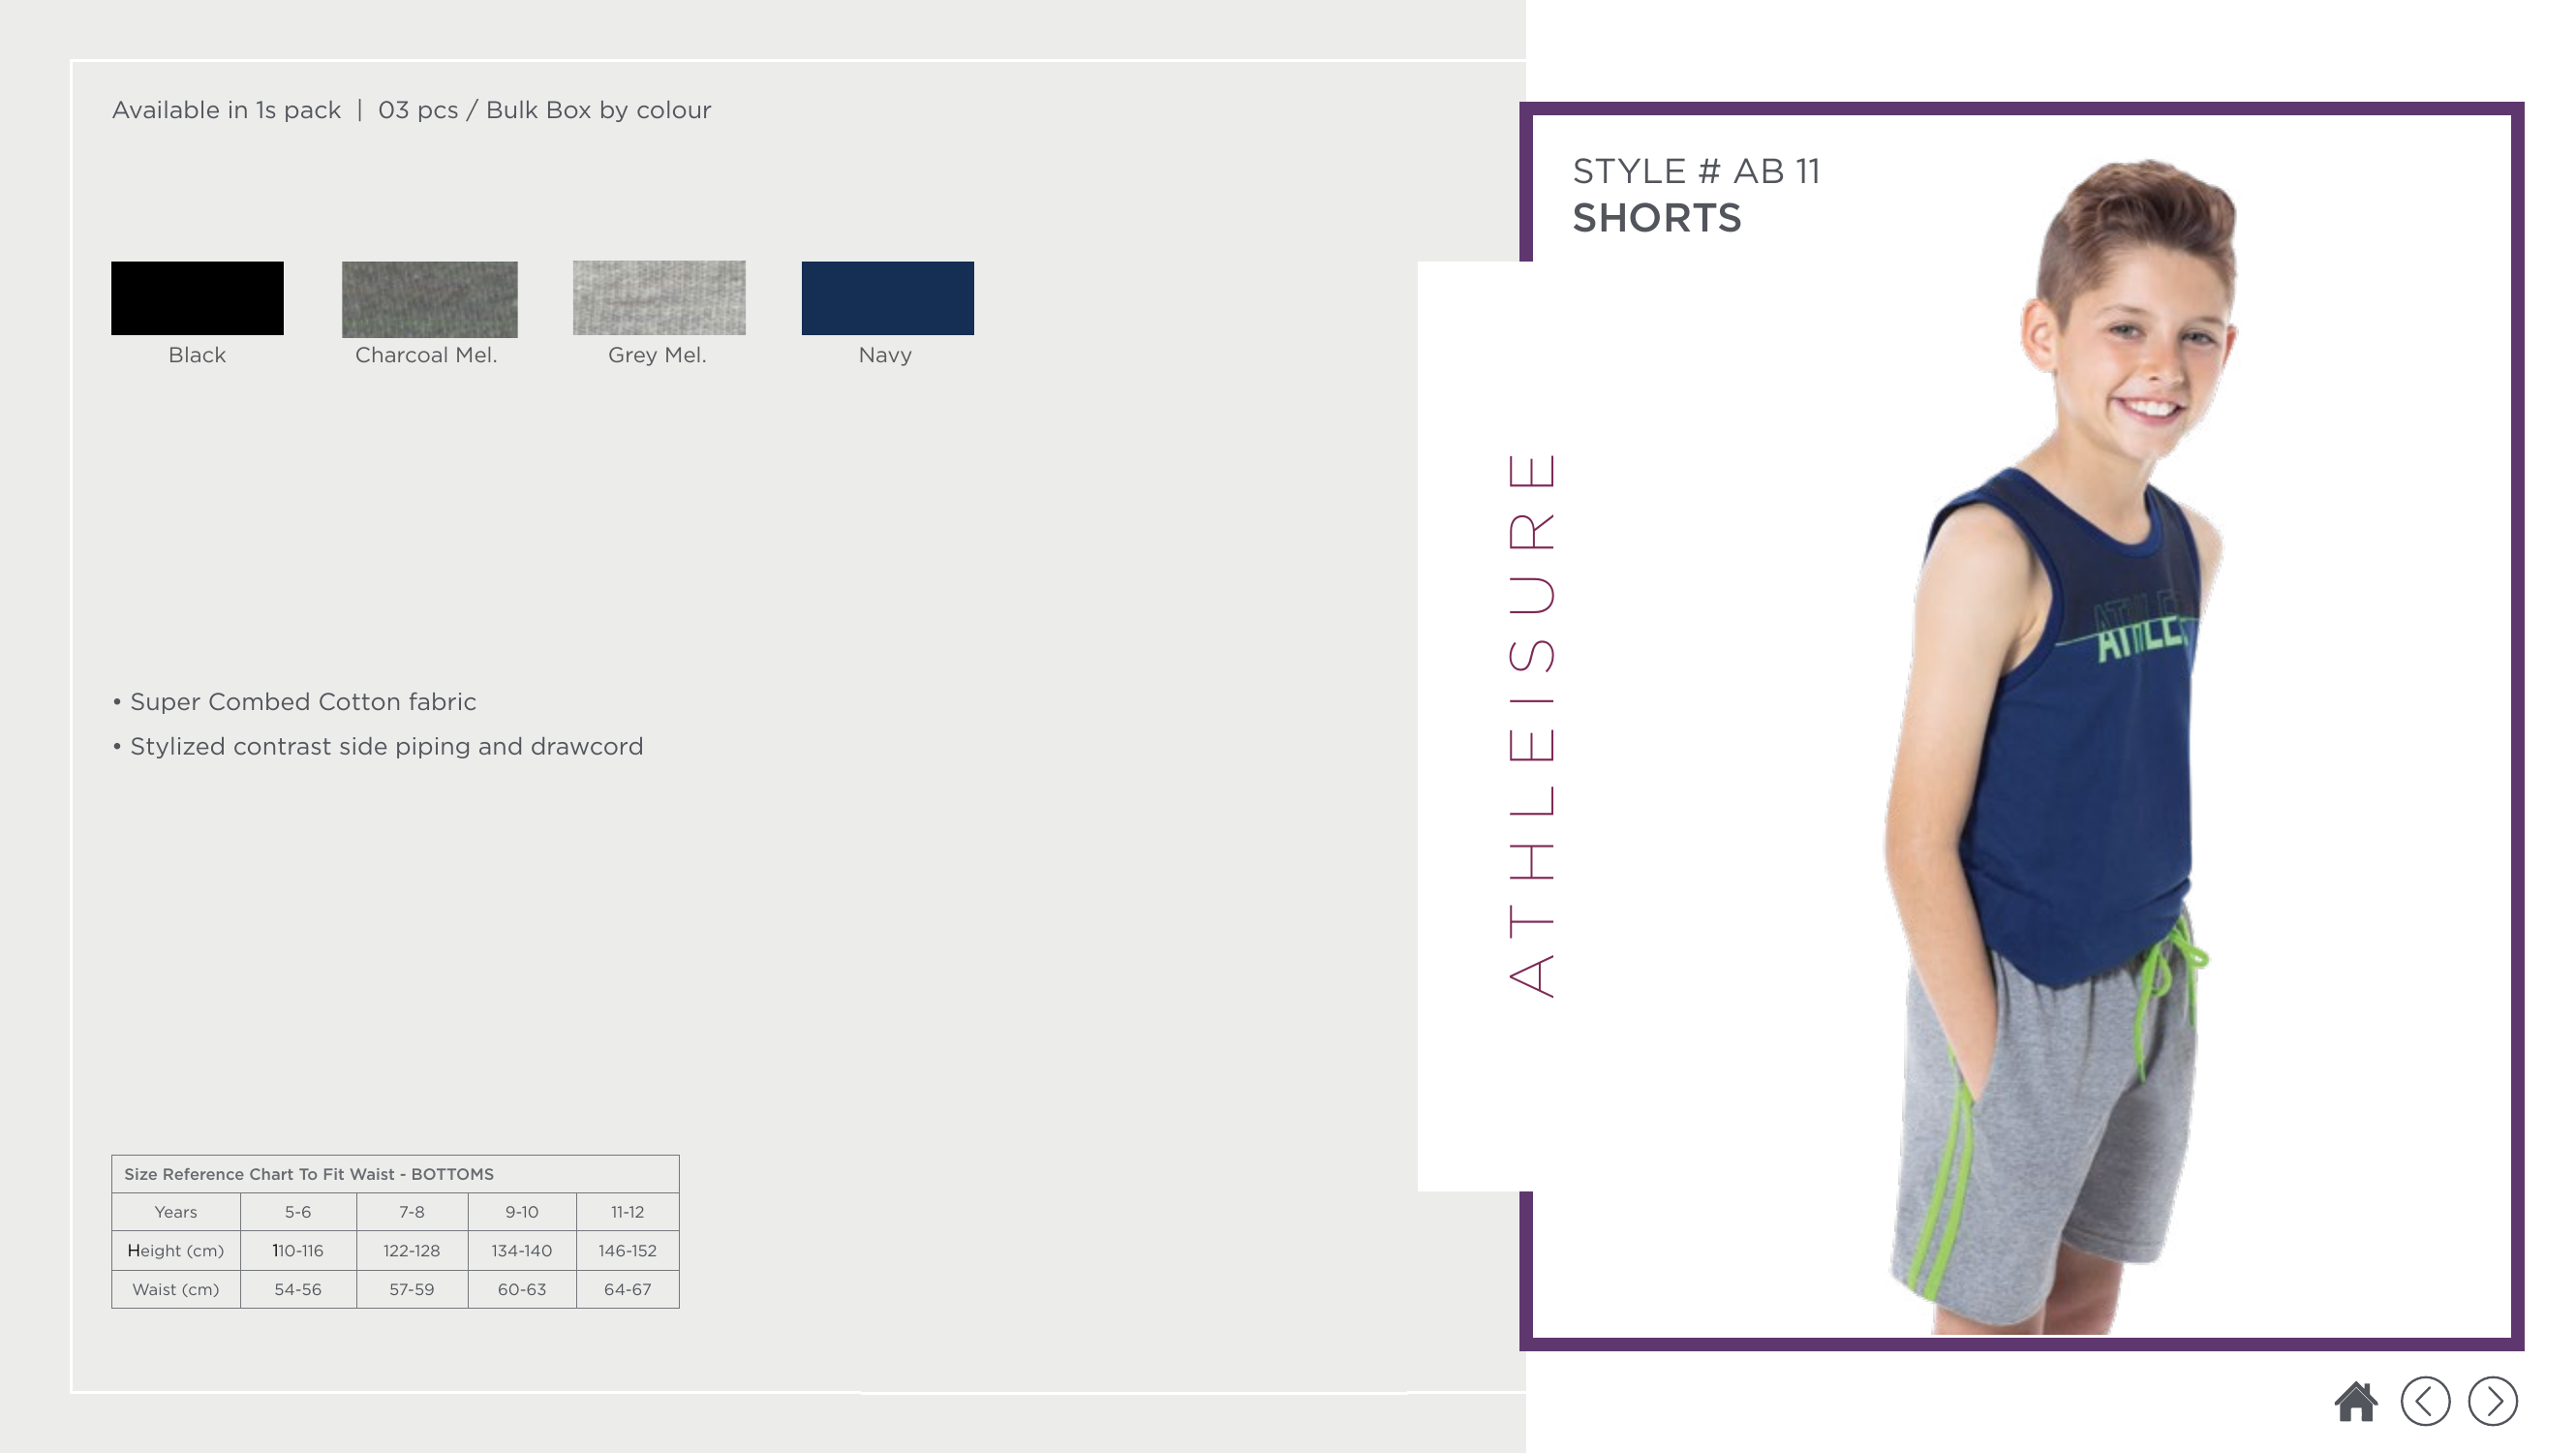 Available in 1s pack | 03 pcs / Bulk Box by colour
Black
Charcoal Mel.
Grey Mel.
Navy
• Super Combed Cotton fabric
• Stylized contrast side piping and drawcord
Size Reference Chart To Fit Waist - BOTTOMS
Years 5-6 7-8 9-10 11-12
Height (cm) 110-116 122-128 134-140 146-152
Waist (cm) 54-56 57-59 60-63 64-67
ATHLEISURE
STYLE # AB 11
SHORTS